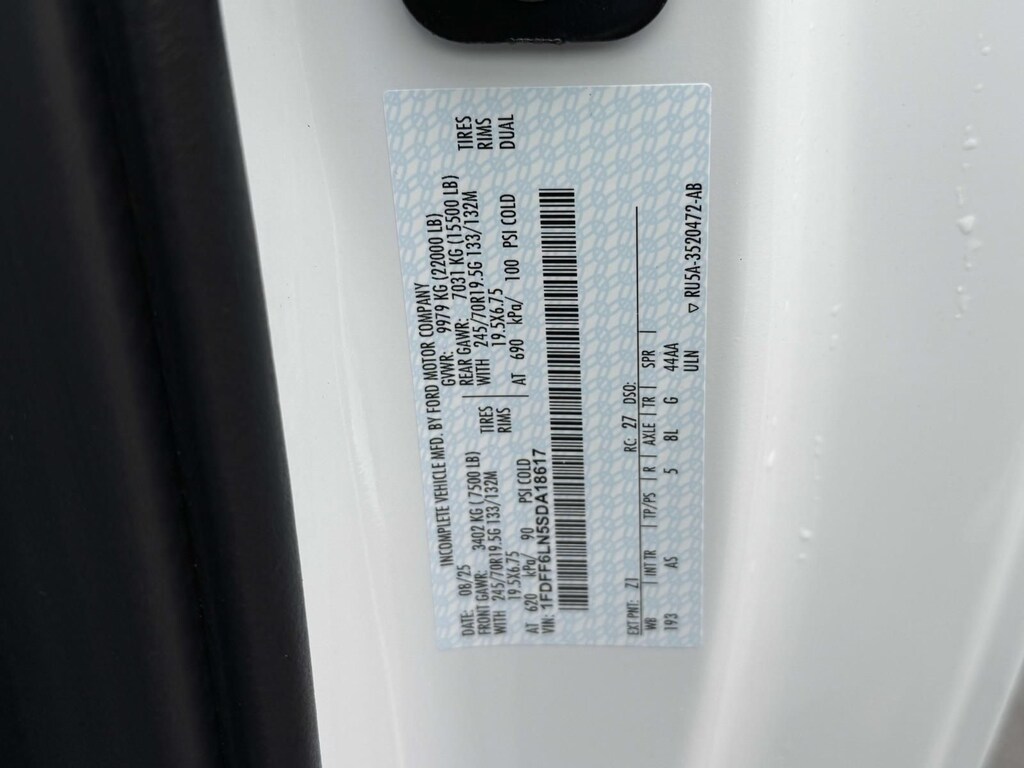 INCOMPLETE VEHICLE MFD. BY FORD MOTOR COMPANY
DATE: 08/25 GVWR: 9979 KG (22000 LB)
FRONT GAWR: 3402 KG (7500 LB) REAR GAWR: 7031 KG (15500 LB)
WITH 245/70R19.5G 133/132M TIRES WITH 245/70R19.5G 133/132M TIRES
19.5X6.75 RIMS 19.5X6.75 RIMS
AT 620 kPa/ 90 PSI COLD AT 690 kPa/ 100 PSI COLD DUAL
VIN: 1FDFF6LN5SDA18617
EXT PNT: Z1 RC: 27 DSO:
WB | INT TR | TP/PS | R | AXLE | TR | SPR |
193 AS 5 8L G 44AA
ULN
▽ RU5A-3520472-AB